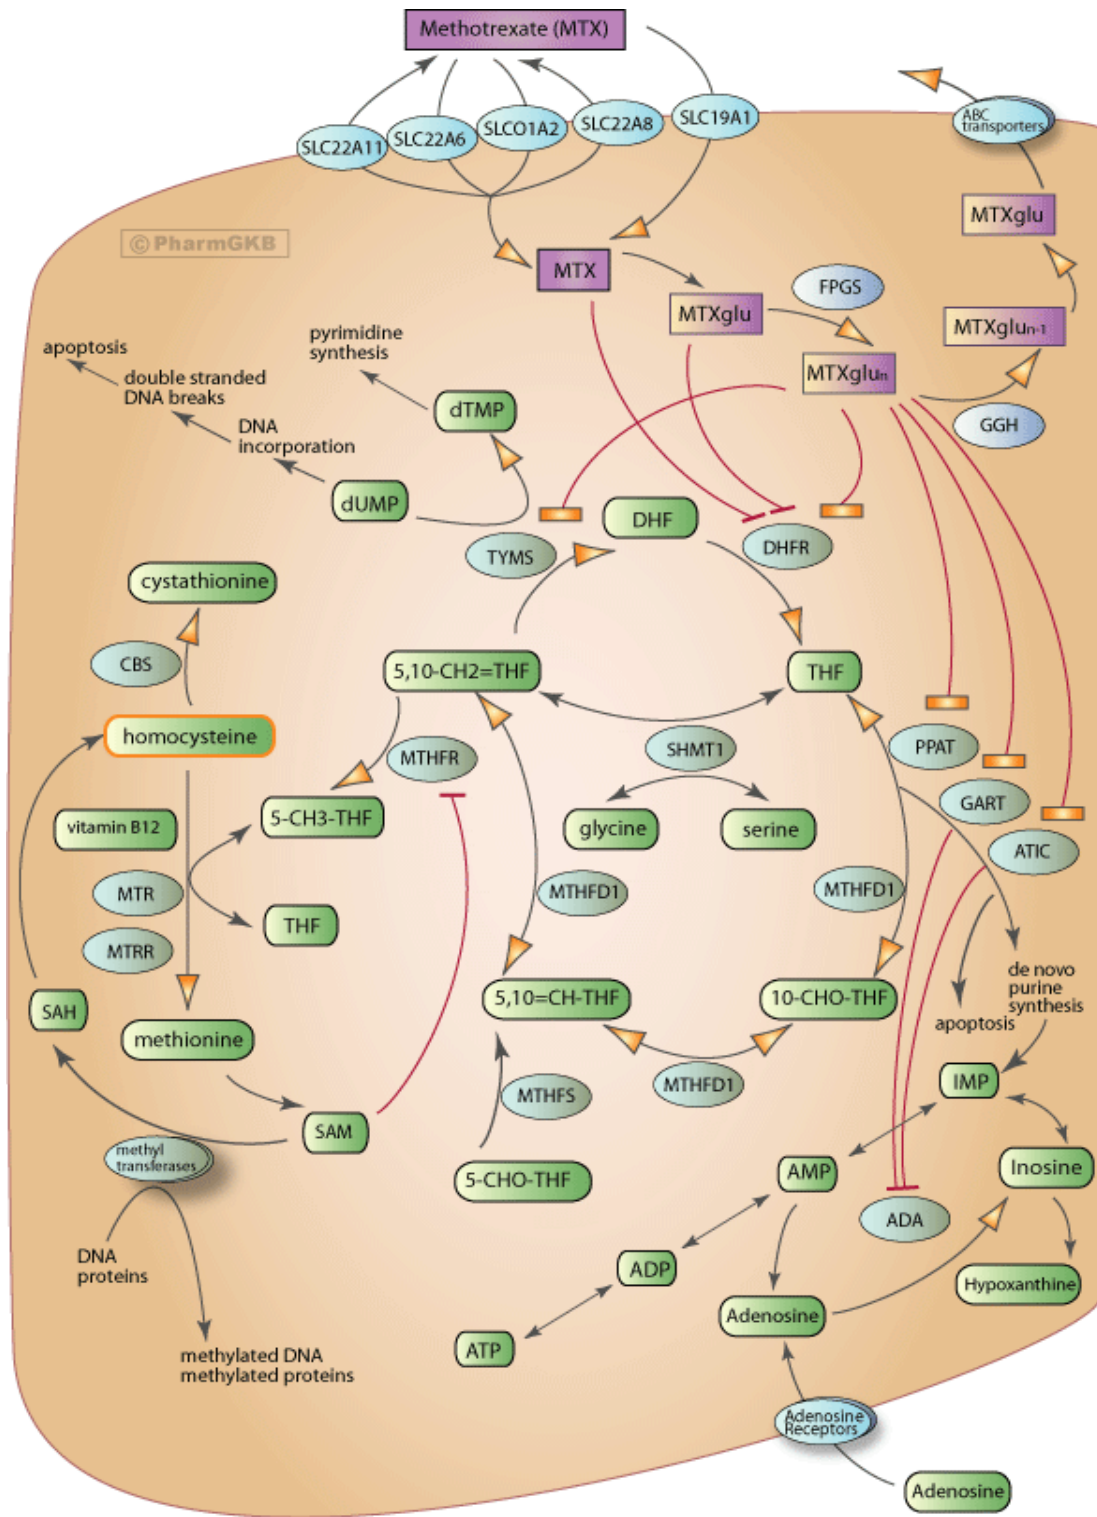 Methotrexate (MTX)
SLC22A11
SLC22A6
SLCO1A2
SLC22A8
SLC19A1
ABC
transporters
© PharmGKB
MTXglu
MTX
FPGS
MTXglu
MTXglun-1
MTXglun
GGH
pyrimidine
synthesis
apoptosis
double stranded
DNA breaks
dTMP
DNA
incorporation
dUMP
DHF
TYMS
DHFR
cystathionine
CBS
5,10-CH2=THF
THF
homocysteine
MTHFR
SHMT1
PPAT
vitamin B12
5-CH3-THF
glycine
serine
GART
ATIC
MTR
MTHFD1
MTHFD1
THF
MTRR
de novo
purine
synthesis
SAH
5,10=CH-THF
10-CHO-THF
apoptosis
methionine
MTHFS
MTHFD1
IMP
SAM
methyl
transferases
5-CHO-THF
AMP
Inosine
ADA
DNA
proteins
ADP
Hypoxanthine
Adenosine
ATP
methylated DNA
methylated proteins
Adenosine
Receptors
Adenosine